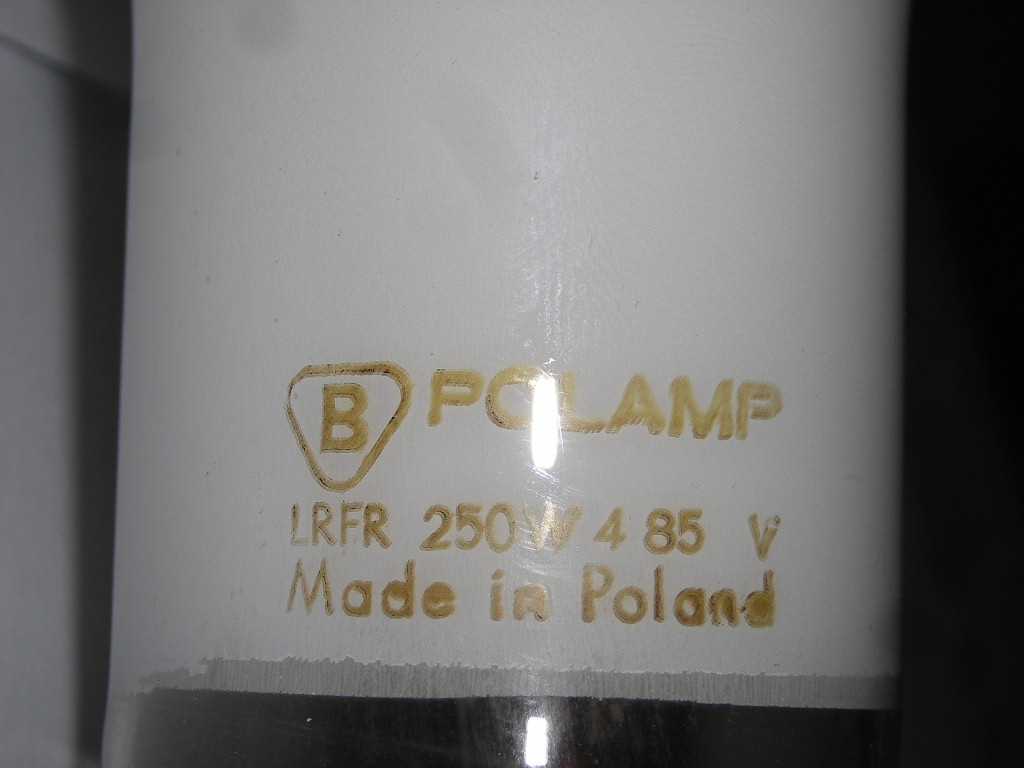 B POLAMP
LRFR 250W 4 85 V
Made in Poland